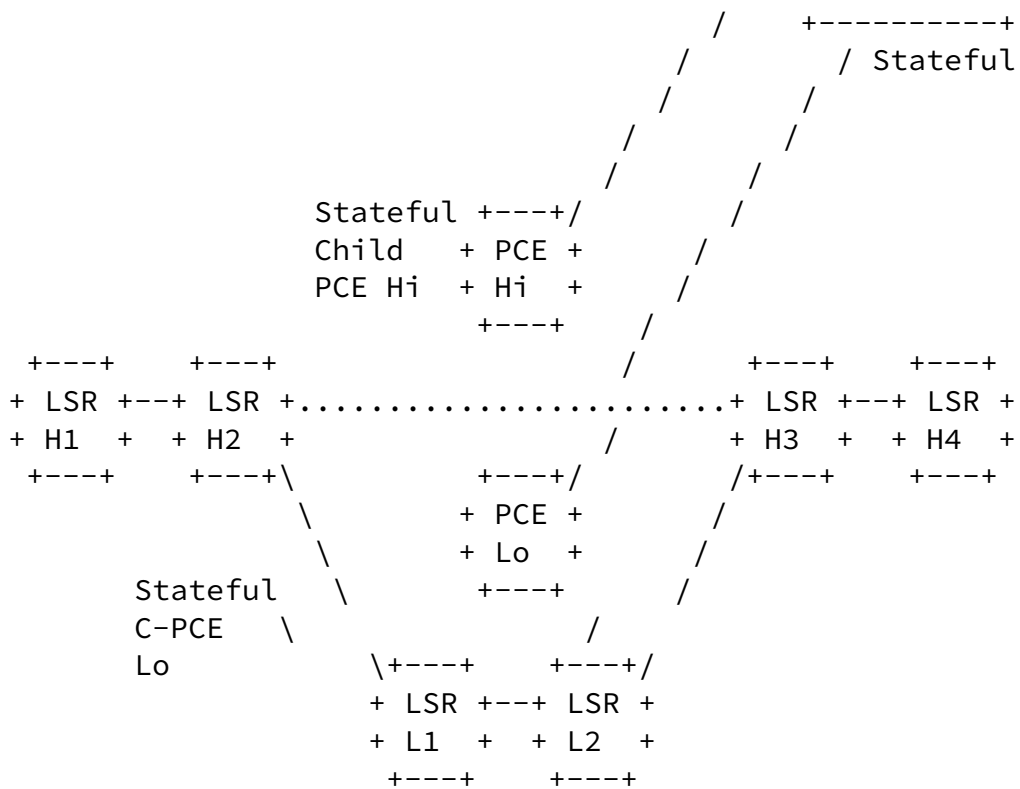 / +----------+
/ / Stateful
/ /
/ /
/ /
Stateful +---+/ /
Child + PCE + /
PCE Hi + Hi + /
+---+ /
+---+ +---+ / +---+ +---+
+ LSR +--+ LSR +........................+ LSR +--+ LSR +
+ H1 + + H2 + / + H3 + + H4 +
+---+ +---+\ +---+/ /+---+ +---+
\ + PCE + /
\ + Lo + /
Stateful \ +---+ /
C-PCE \ /
Lo \+---+ +---+/
+ LSR +--+ LSR +
+ L1 + + L2 +
+---+ +---+